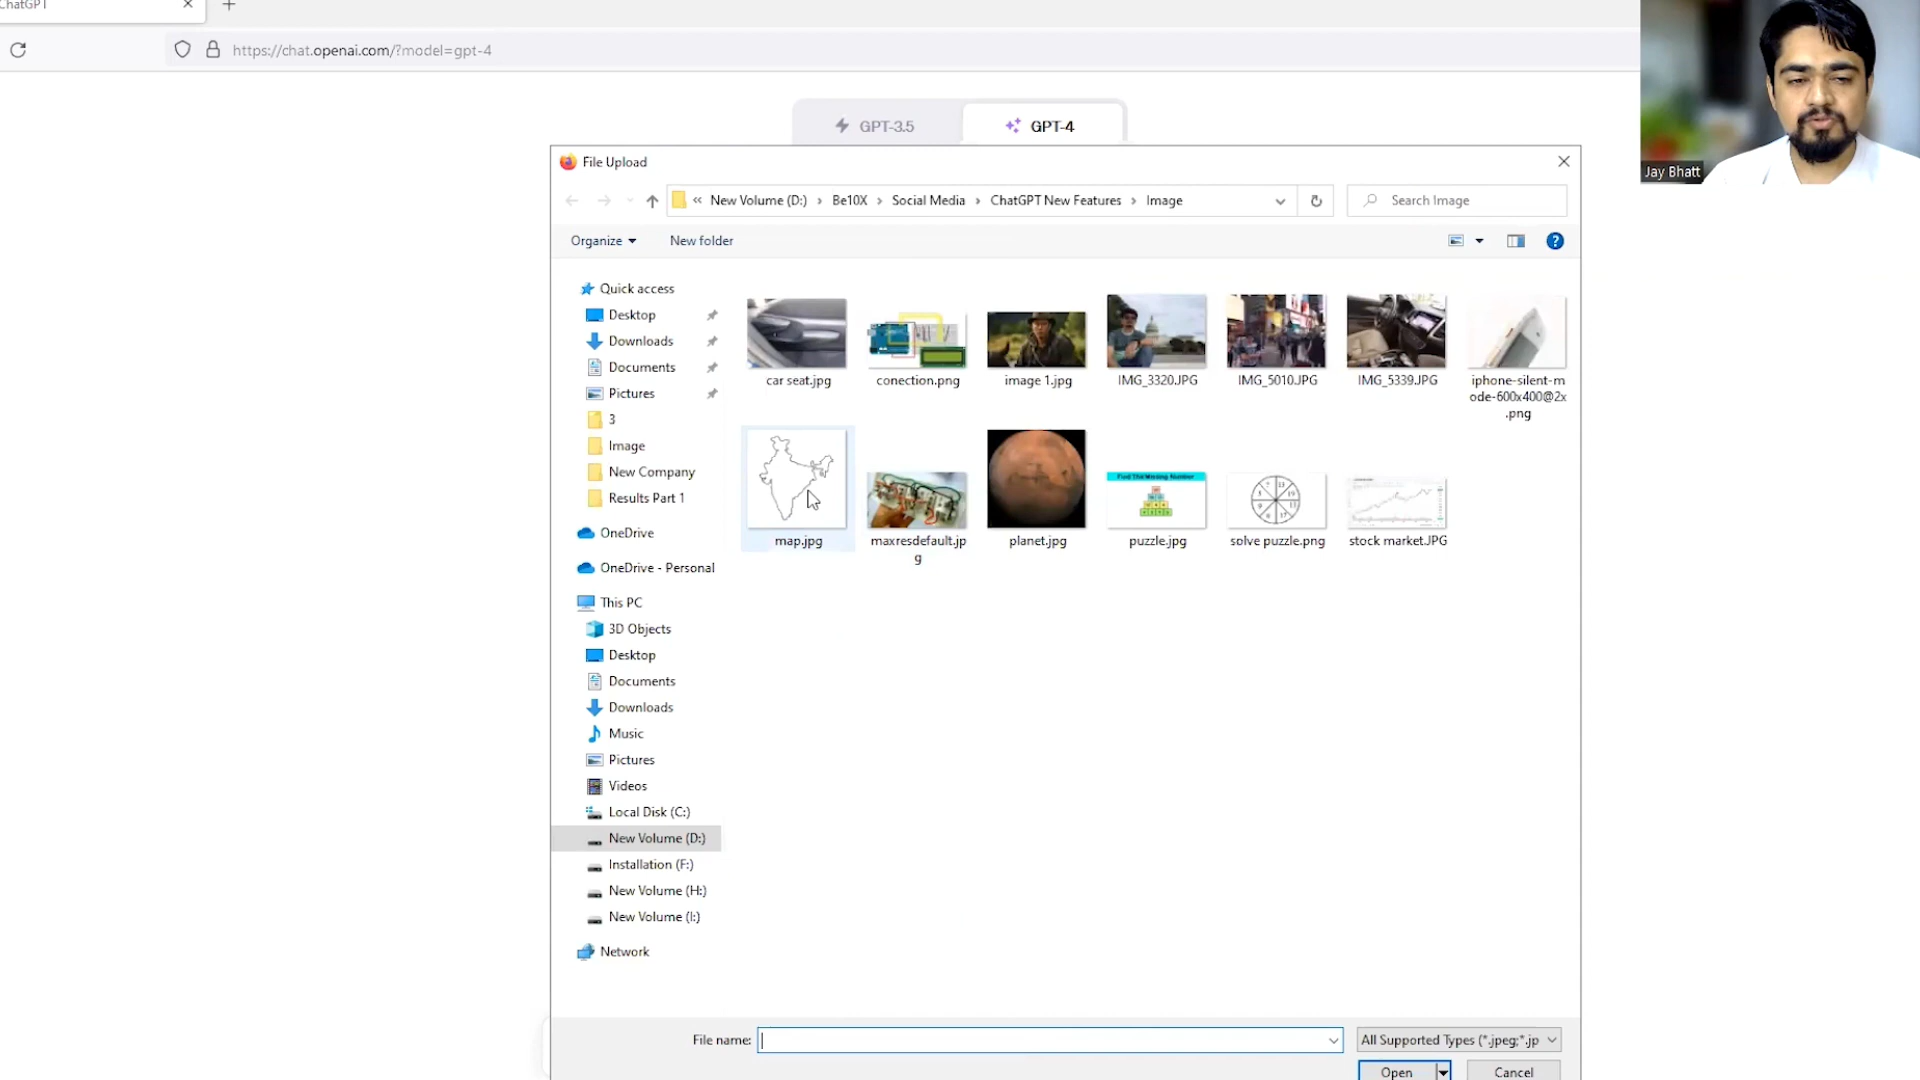 ChatGPT
https://chat.openai.com/?model=gpt-4
Jay Bhatt
GPT-3.5
GPT-4
File Upload
« New Volume (D:) › Be10X › Social Media › ChatGPT New Features › Image
Search Image
Organize
New folder
Quick access
Desktop
Downloads
Documents
Pictures
3
Image
New Company
Results Part 1
OneDrive
OneDrive - Personal
This PC
3D Objects
Desktop
Documents
Downloads
Music
Pictures
Videos
Local Disk (C:)
New Volume (D:)
Installation (F:)
New Volume (H:)
New Volume (I:)
Network
car seat.jpg
conection.png
image 1.jpg
IMG_3320.JPG
IMG_5010.JPG
IMG_5339.JPG
iphone-silent-m
ode-600x400@2x
.png
Find The Missing Number
map.jpg
maxresdefault.jp
g
planet.jpg
puzzle.jpg
solve puzzle.png
stock market.JPG
File name:
All Supported Types (*.jpeg;*.jp
Open
Cancel